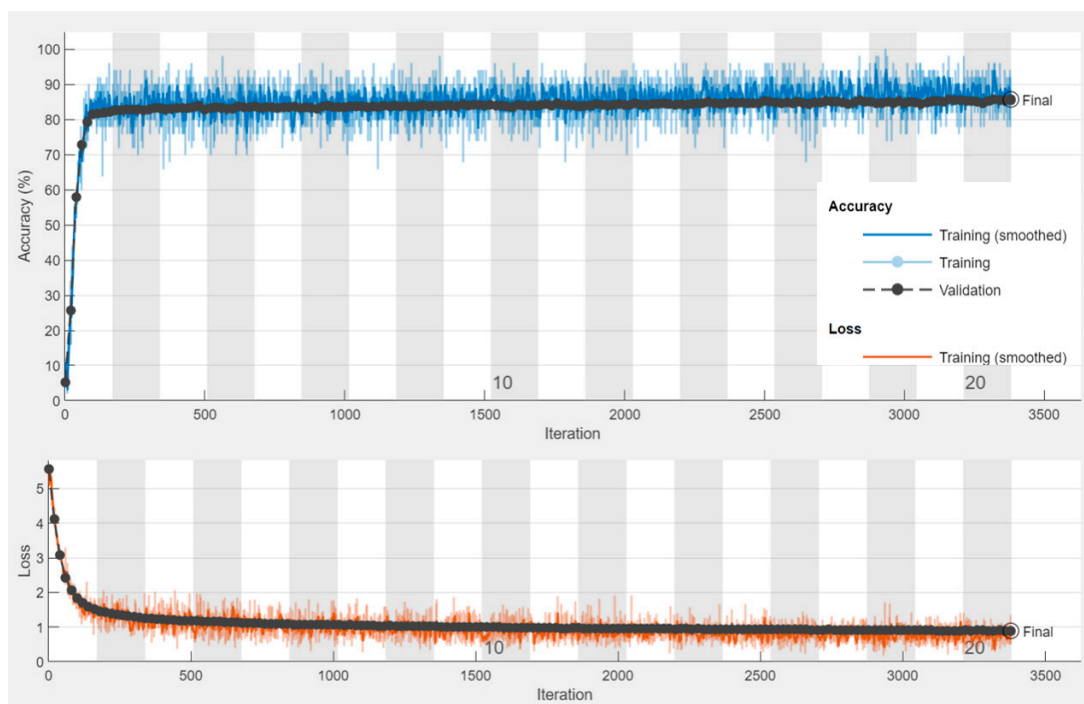 100
90
80
70
60
50
40
30
20
10
0
Accuracy (%)
Final
Accuracy
Training (smoothed)
Training
Validation
Loss
Training (smoothed)
10
20
0 500 1000 1500 2000 2500 3000 3500
Iteration
5
4
3
2
1
0
Loss
Final
10
20
0 500 1000 1500 2000 2500 3000 3500
Iteration